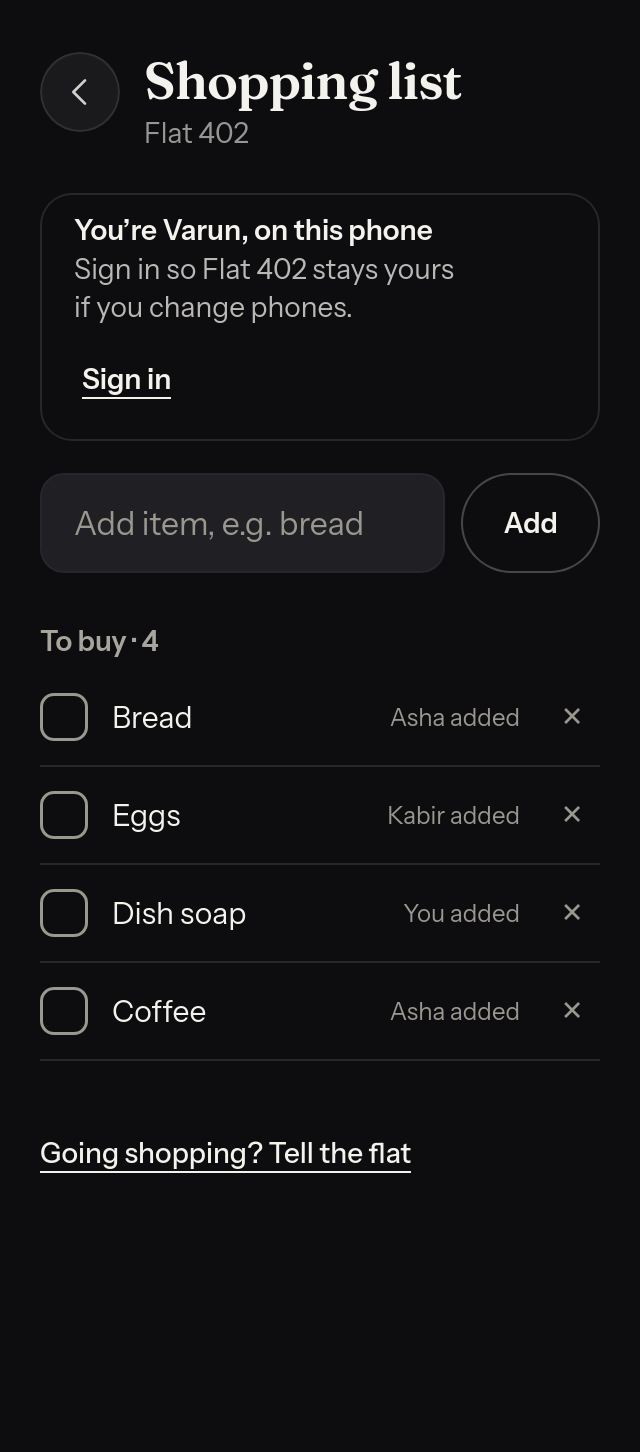 Shopping list
Flat 402
You’re Varun, on this phone
Sign in so Flat 402 stays yours
if you change phones.
Sign in
Add item, e.g. bread
Add
To buy · 4
Bread
Asha added
✕
Eggs
Kabir added
✕
Dish soap
You added
✕
Coffee
Asha added
✕
Going shopping? Tell the flat